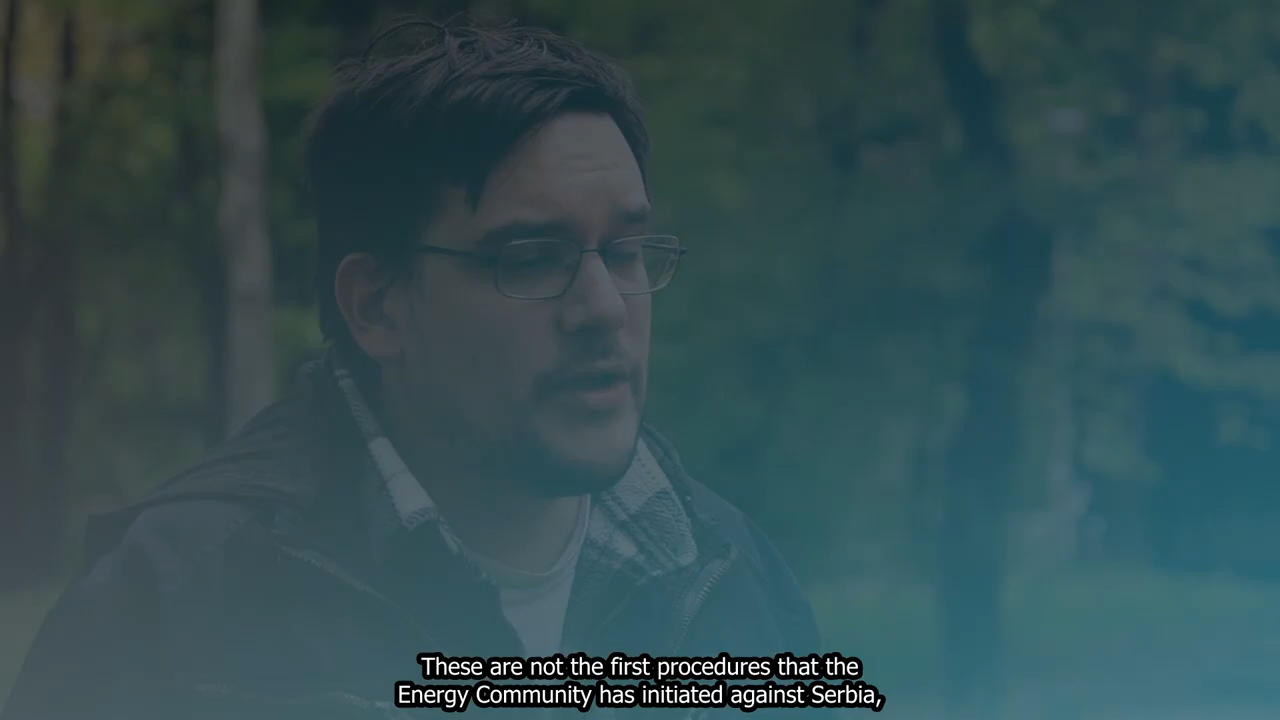 These are not the first procedures that the
Energy Community has initiated against Serbia,